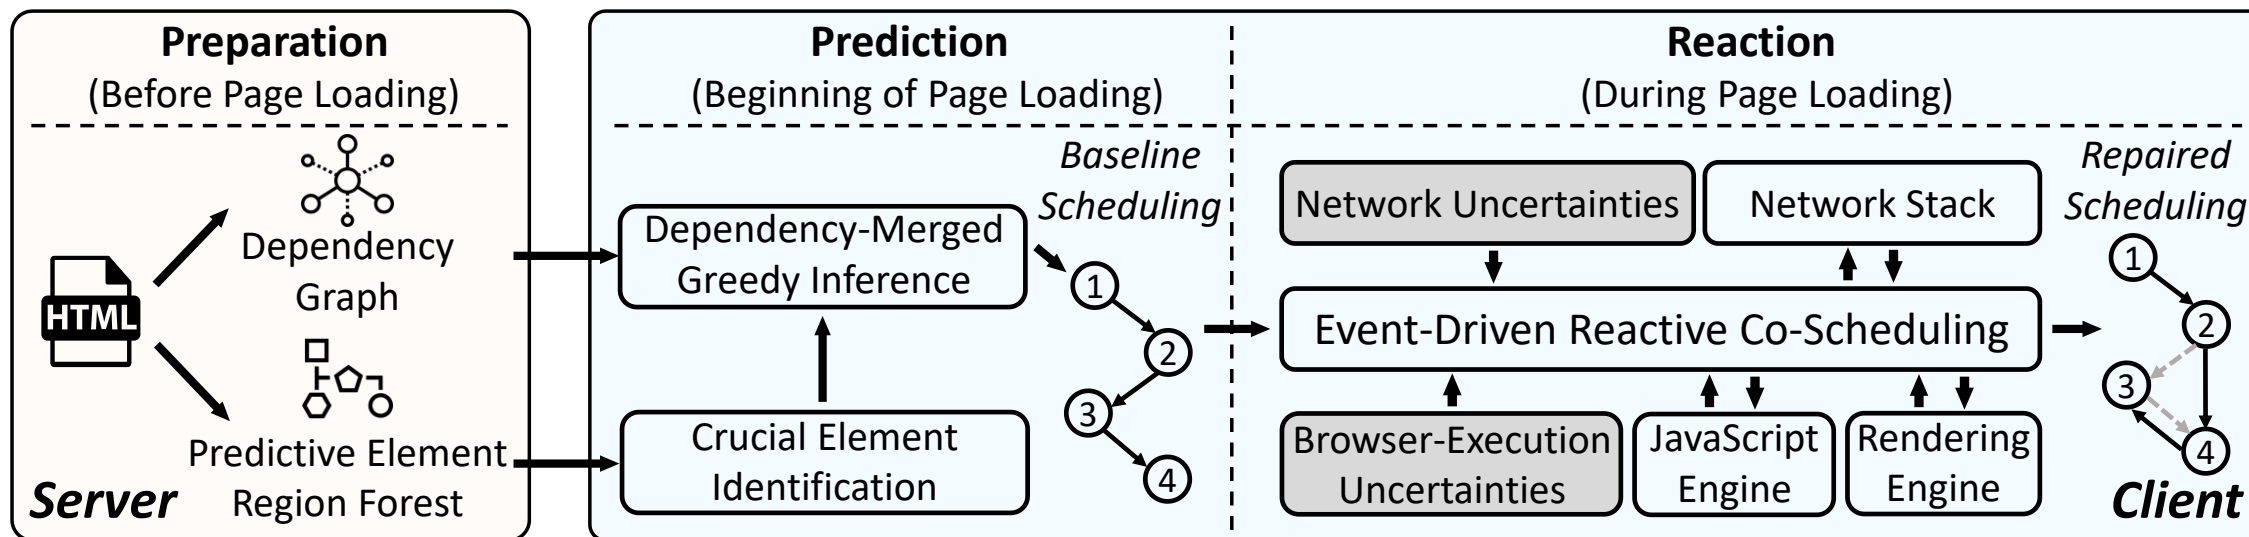 Preparation
(Before Page Loading)
HTML
Dependency
Graph
Predictive Element
Region Forest
Server
Prediction
(Beginning of Page Loading)
Baseline
Scheduling
Dependency-Merged
Greedy Inference
Crucial Element
Identification
1
2
3
4
Reaction
(During Page Loading)
Network Uncertainties
Network Stack
Event-Driven Reactive Co-Scheduling
Browser-Execution
Uncertainties
JavaScript
Engine
Rendering
Engine
Repaired
Scheduling
1
2
3
4
Client